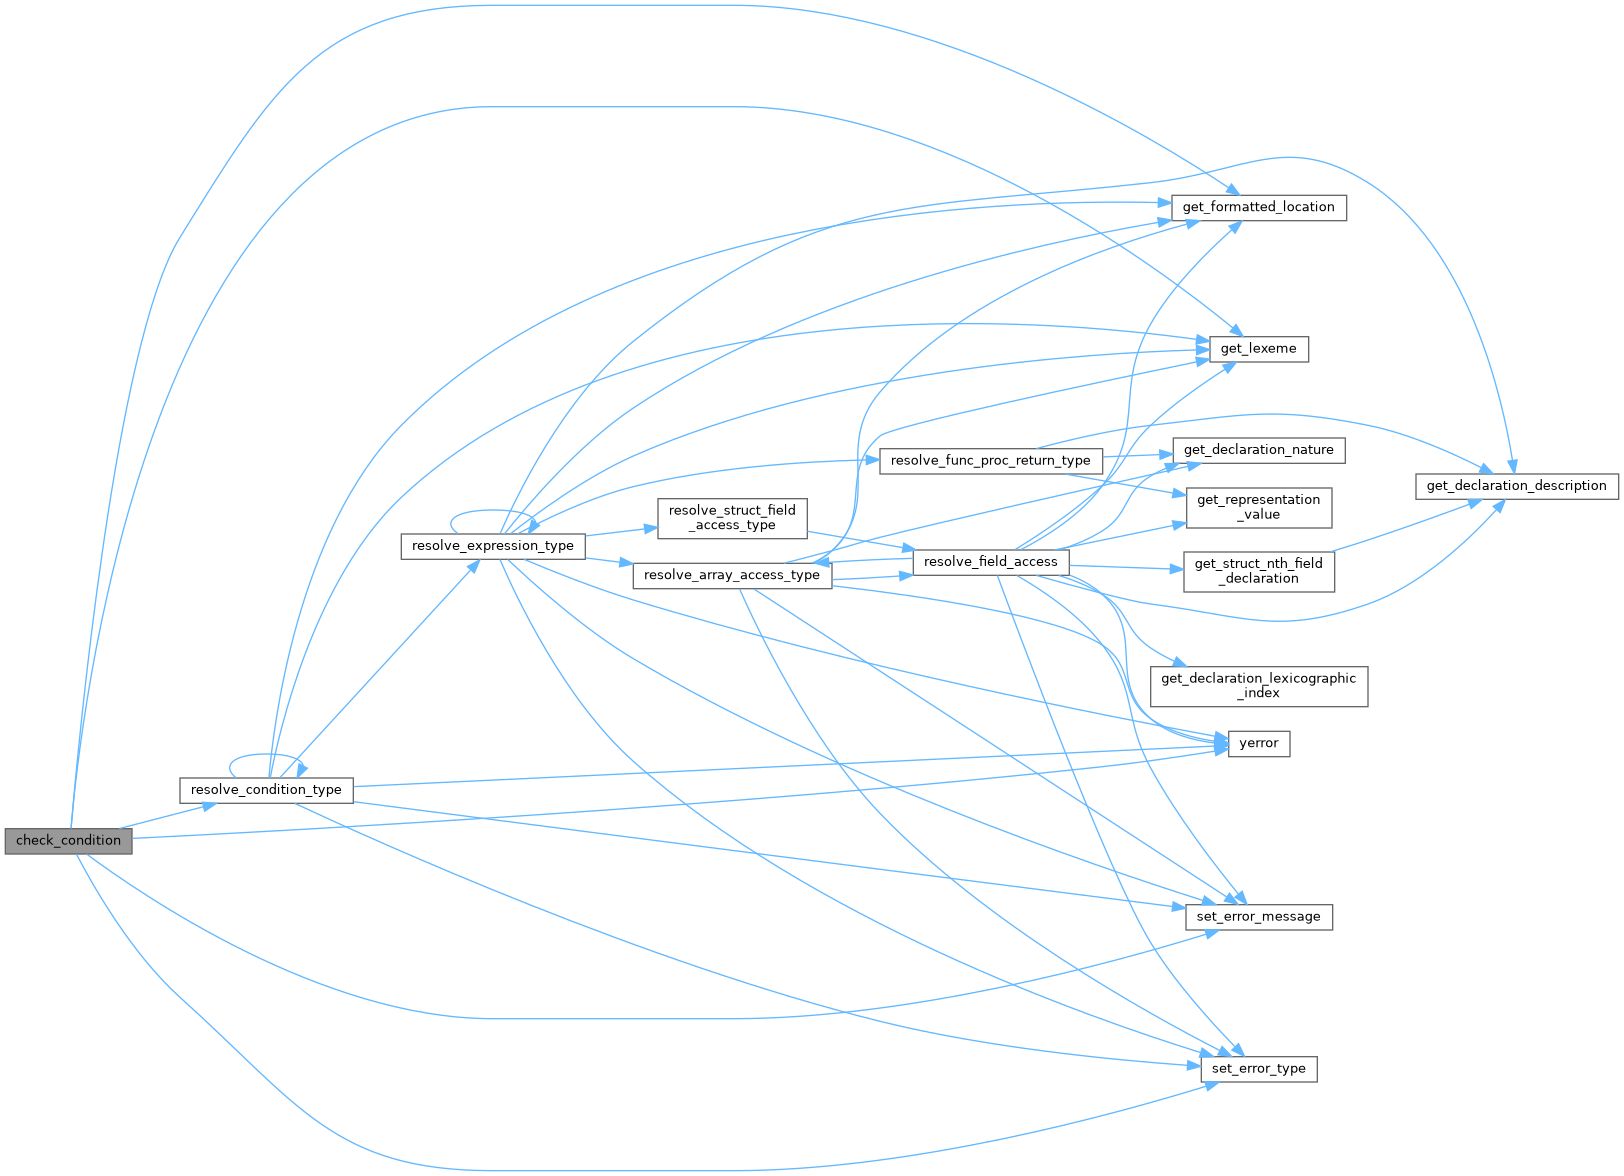 get_formatted_location
get_lexeme
get_declaration_nature
resolve_func_proc_return_type
get_declaration_description
get_representation
_value
resolve_struct_field
_access_type
resolve_expression_type
resolve_field_access
get_struct_nth_field
_declaration
resolve_array_access_type
get_declaration_lexicographic
_index
yerror
resolve_condition_type
check_condition
set_error_message
set_error_type